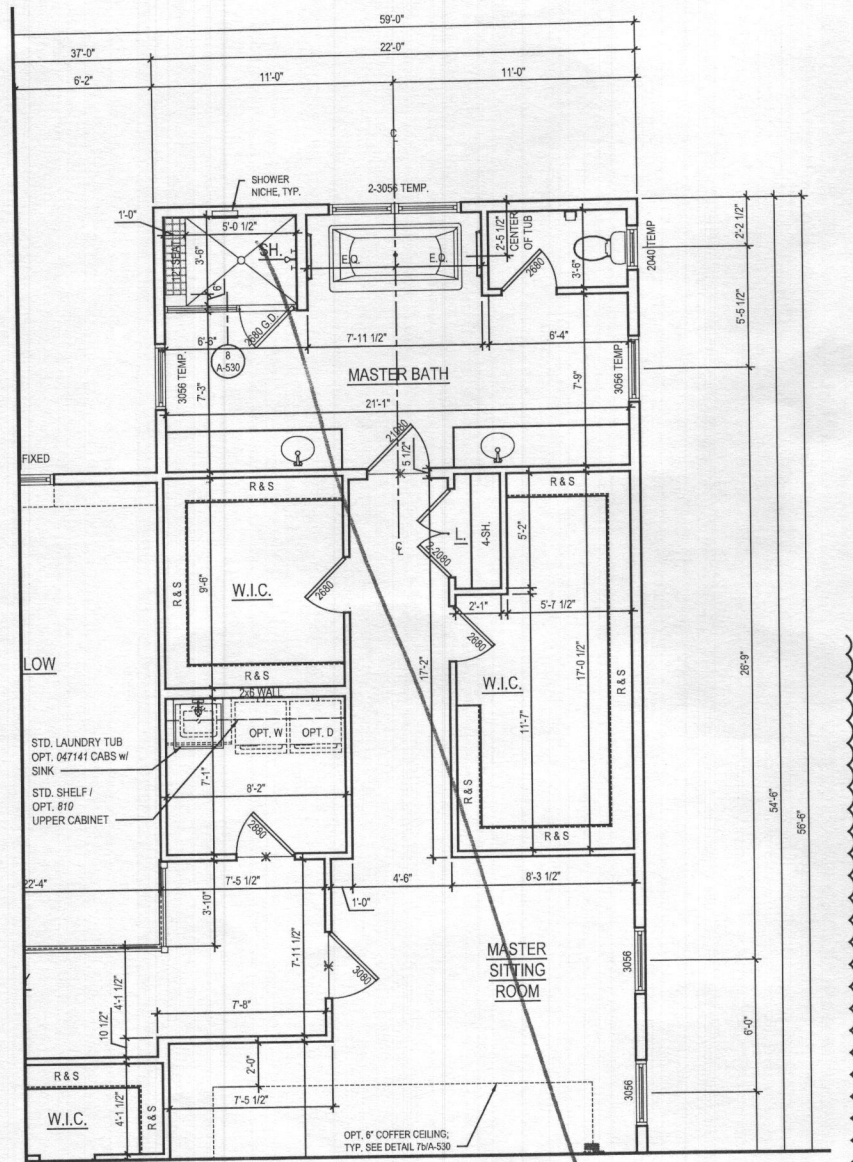 59'-0"
37'-0"
22'-0"
6'-2"
11'-0"
11'-0"
C
SHOWER
NICHE, TYP.
2-3056 TEMP.
1'-0"
5'-0 1/2"
12" SEAT
3'-6"
SH.
6"
E.Q.
E.Q.
2'-5 1/2"
CENTER
OF TUB
2680
3'-6"
2040 TEMP
2'-2 1/2"
5'-5 1/2"
2680 G.D.
6'-6"
8
A-530
7'-11 1/2"
6'-4"
3056 TEMP.
7'-3"
MASTER BATH
7'-9"
3056 TEMP
21'-1"
21080
5 1/2"
FIXED
R & S
R & S
R & S
9'-6"
W.I.C.
2680
L.
4-SH.
2-2080
5'-2"
C
L
2'-1"
5'-7 1/2"
2680
LOW
R & S
2x6 WALL
17'-2"
W.I.C.
11'-7"
17'-0 1/2"
R & S
26'-9"
54'-6"
56'-6"
STD. LAUNDRY TUB
OPT. 047141 CABS w/
SINK
OPT. W
OPT. D
7'-1"
8'-2"
STD. SHELF /
OPT. 810
UPPER CABINET
2880
R & S
R & S
22'-4"
7'-5 1/2"
4'-6"
8'-3 1/2"
3'-10"
1'-0"
7'-11 1/2"
3080
MASTER
SITTING
ROOM
3056
4'-1 1/2"
10 1/2"
7'-8"
6'-0"
2'-0"
R & S
W.I.C.
4'-1 1/2"
R & S
7'-5 1/2"
3056
OPT. 6" COFFER CEILING;
TYP. SEE DETAIL 7b/A-530